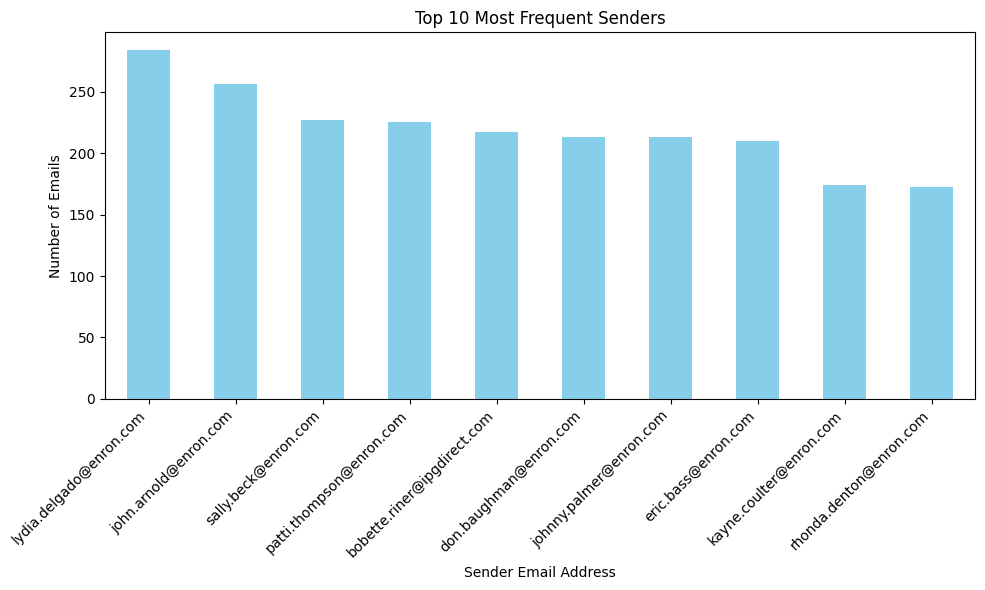 Top 10 Most Frequent Senders
Number of Emails
250
200
150
100
50
0
lydia.delgado@enron.com
john.arnold@enron.com
sally.beck@enron.com
patti.thompson@enron.com
bobette.riner@ipgdirect.com
don.baughman@enron.com
johnny.palmer@enron.com
eric.bass@enron.com
kayne.coulter@enron.com
rhonda.denton@enron.com
Sender Email Address